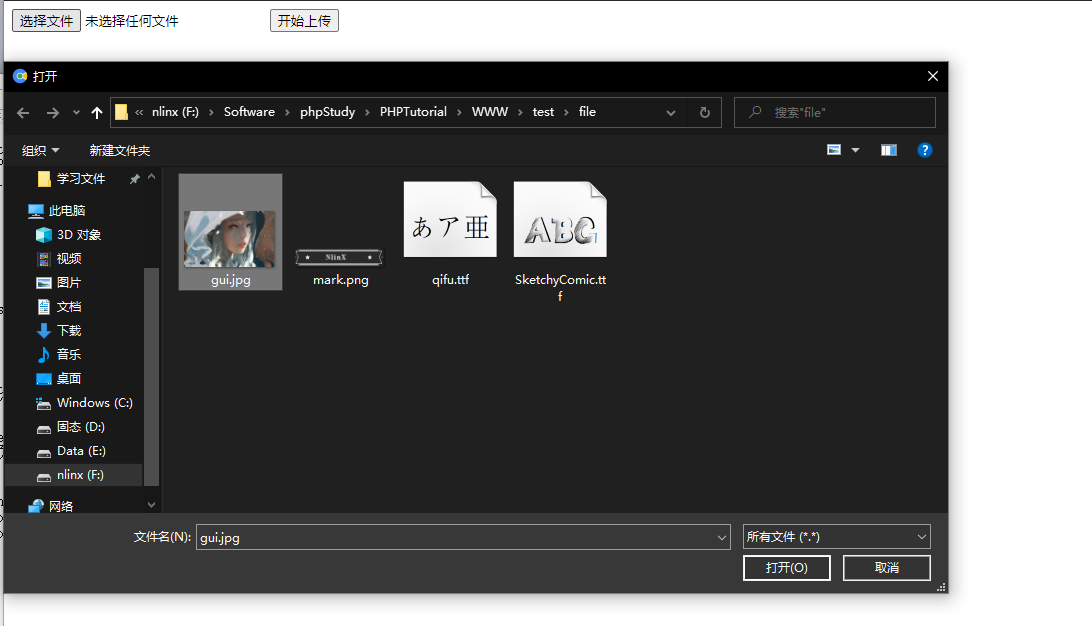 选择文件 未选择任何文件 开始上传
打开
« nlinx (F:) › Software › phpStudy › PHPTutorial › WWW › test › file
搜索"file"
组织 新建文件夹
学习文件
此电脑
3D 对象
视频
图片
文档
下载
音乐
桌面
Windows (C:)
固态 (D:)
Data (E:)
nlinx (F:)
网络
NlinX
あア亜
ABG
gui.jpg
mark.png
qifu.ttf
SketchyComic.tt
f
文件名(N): gui.jpg
所有文件 (*.*)
打开(O) 取消